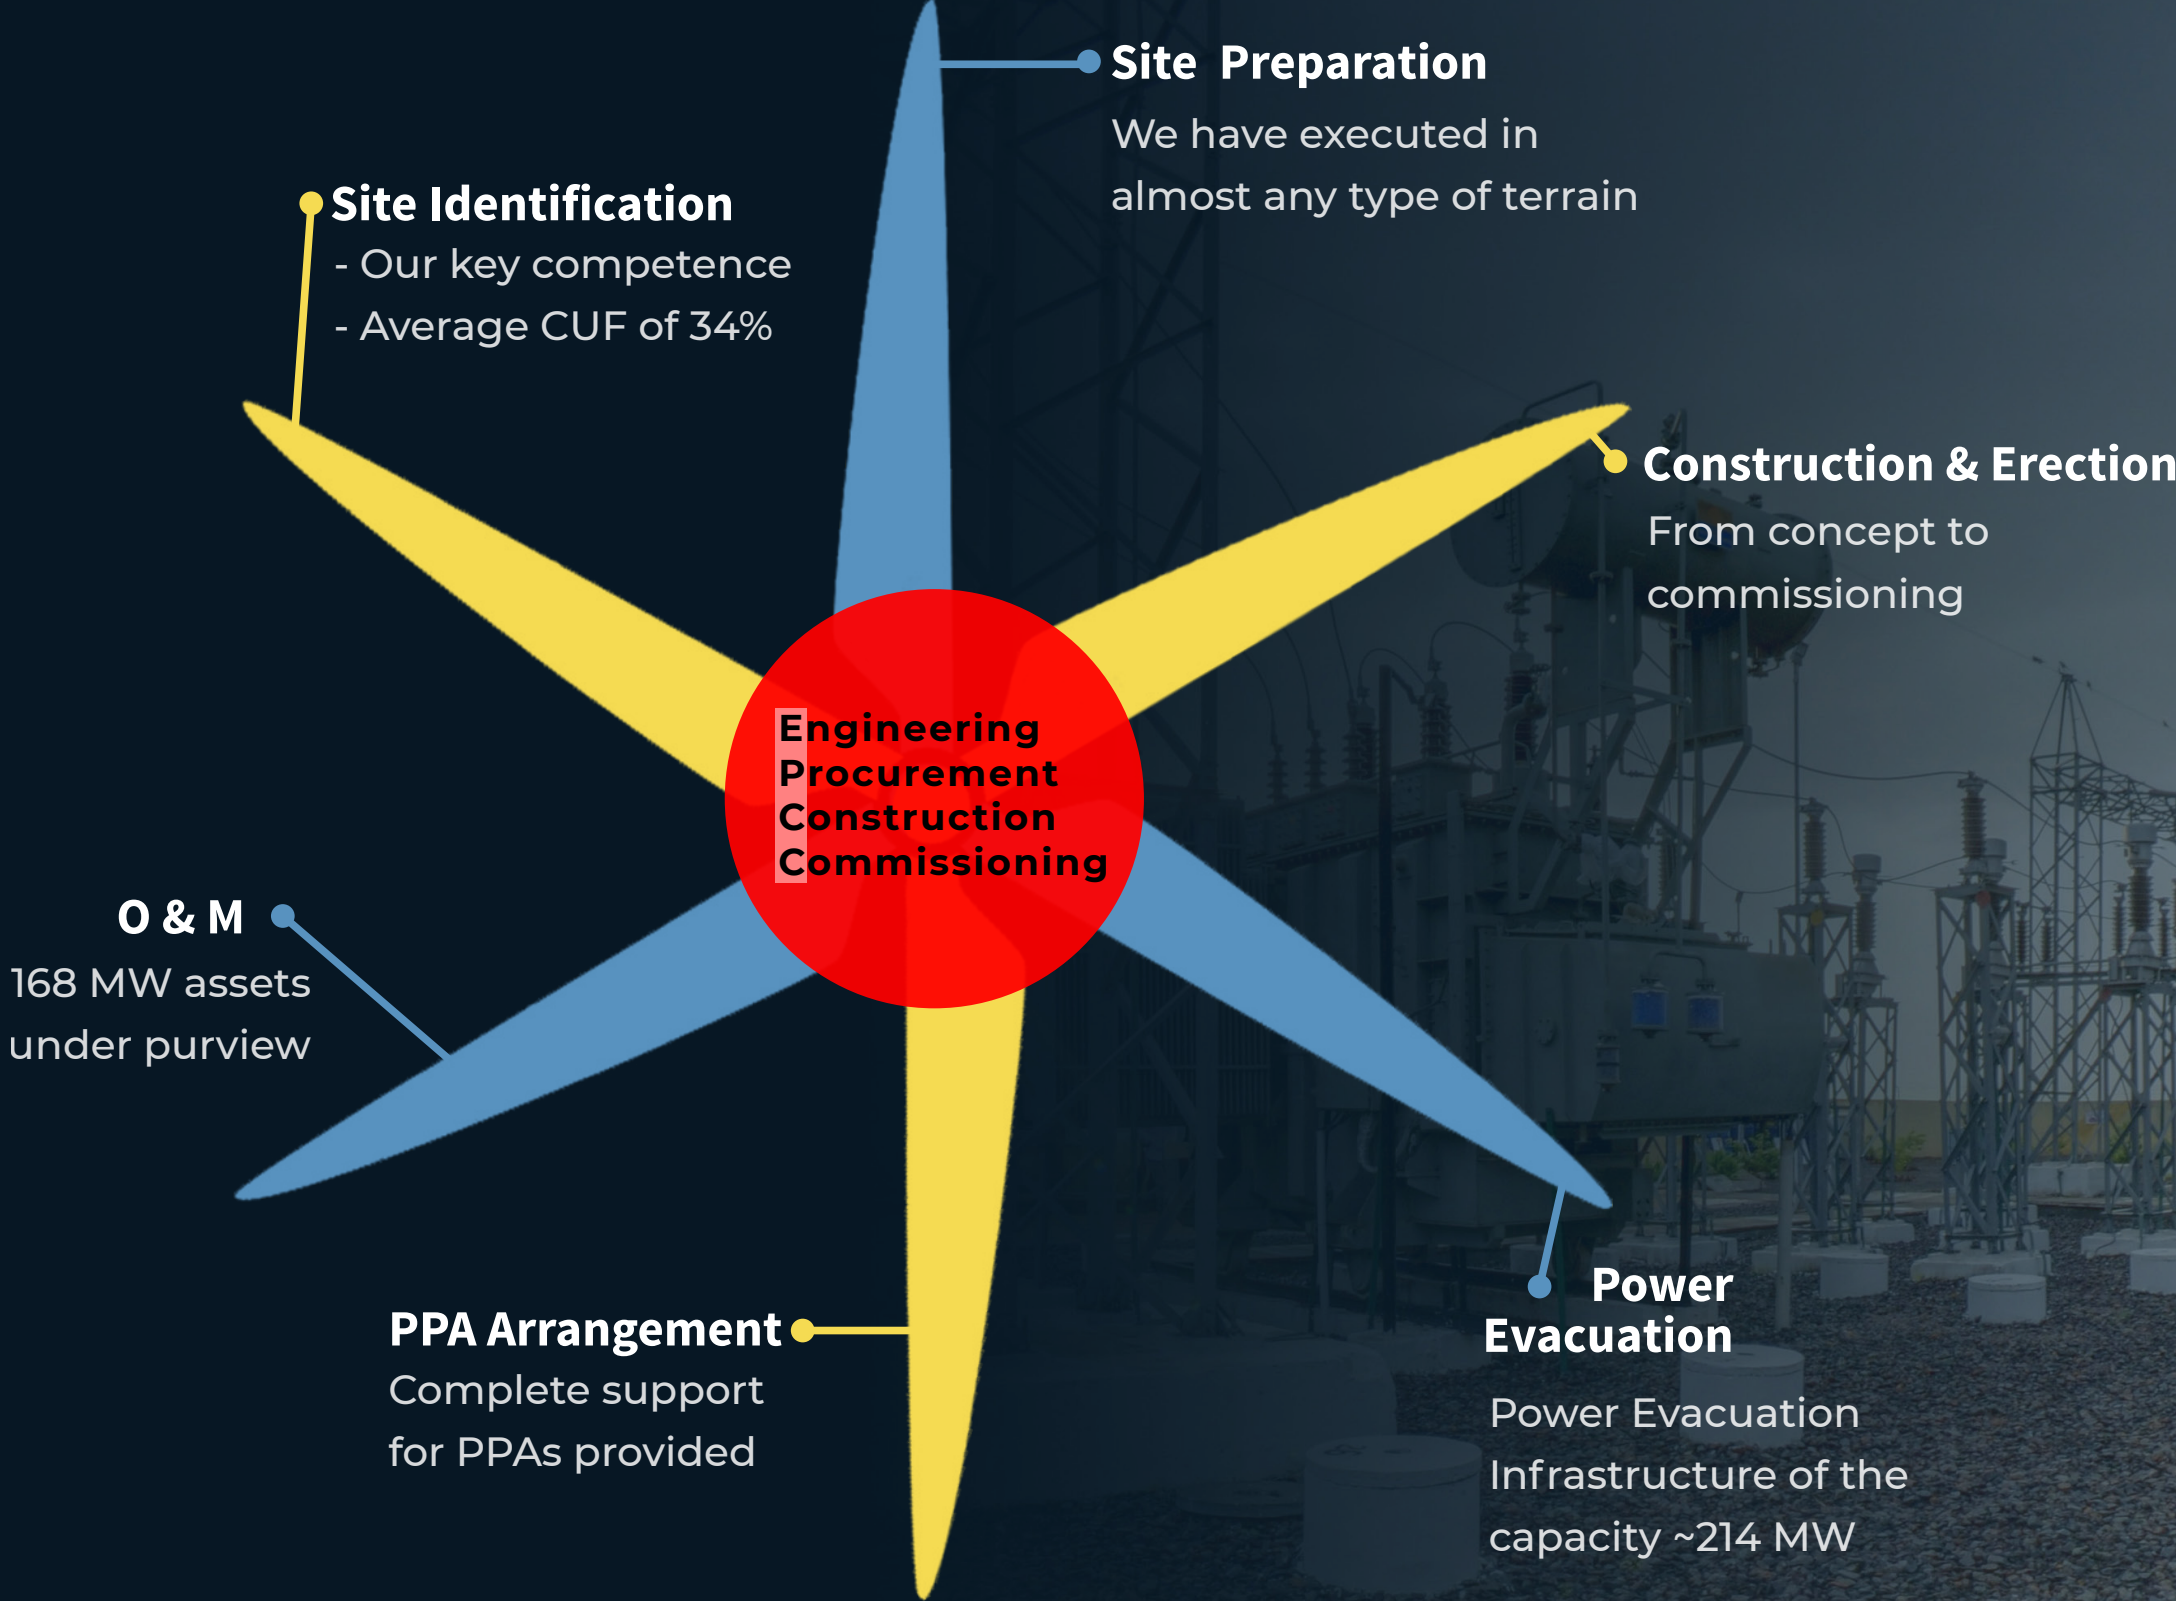 Site Preparation
We have executed in
almost any type of terrain
Site Identification
- Our key competence
- Average CUF of 34%
Construction & Erection
From concept to
commissioning
Engineering
Procurement
Construction
Commissioning
O & M
168 MW assets
under purview
Power
Evacuation
Power Evacuation
Infrastructure of the
capacity ~214 MW
PPA Arrangement
Complete support
for PPAs provided